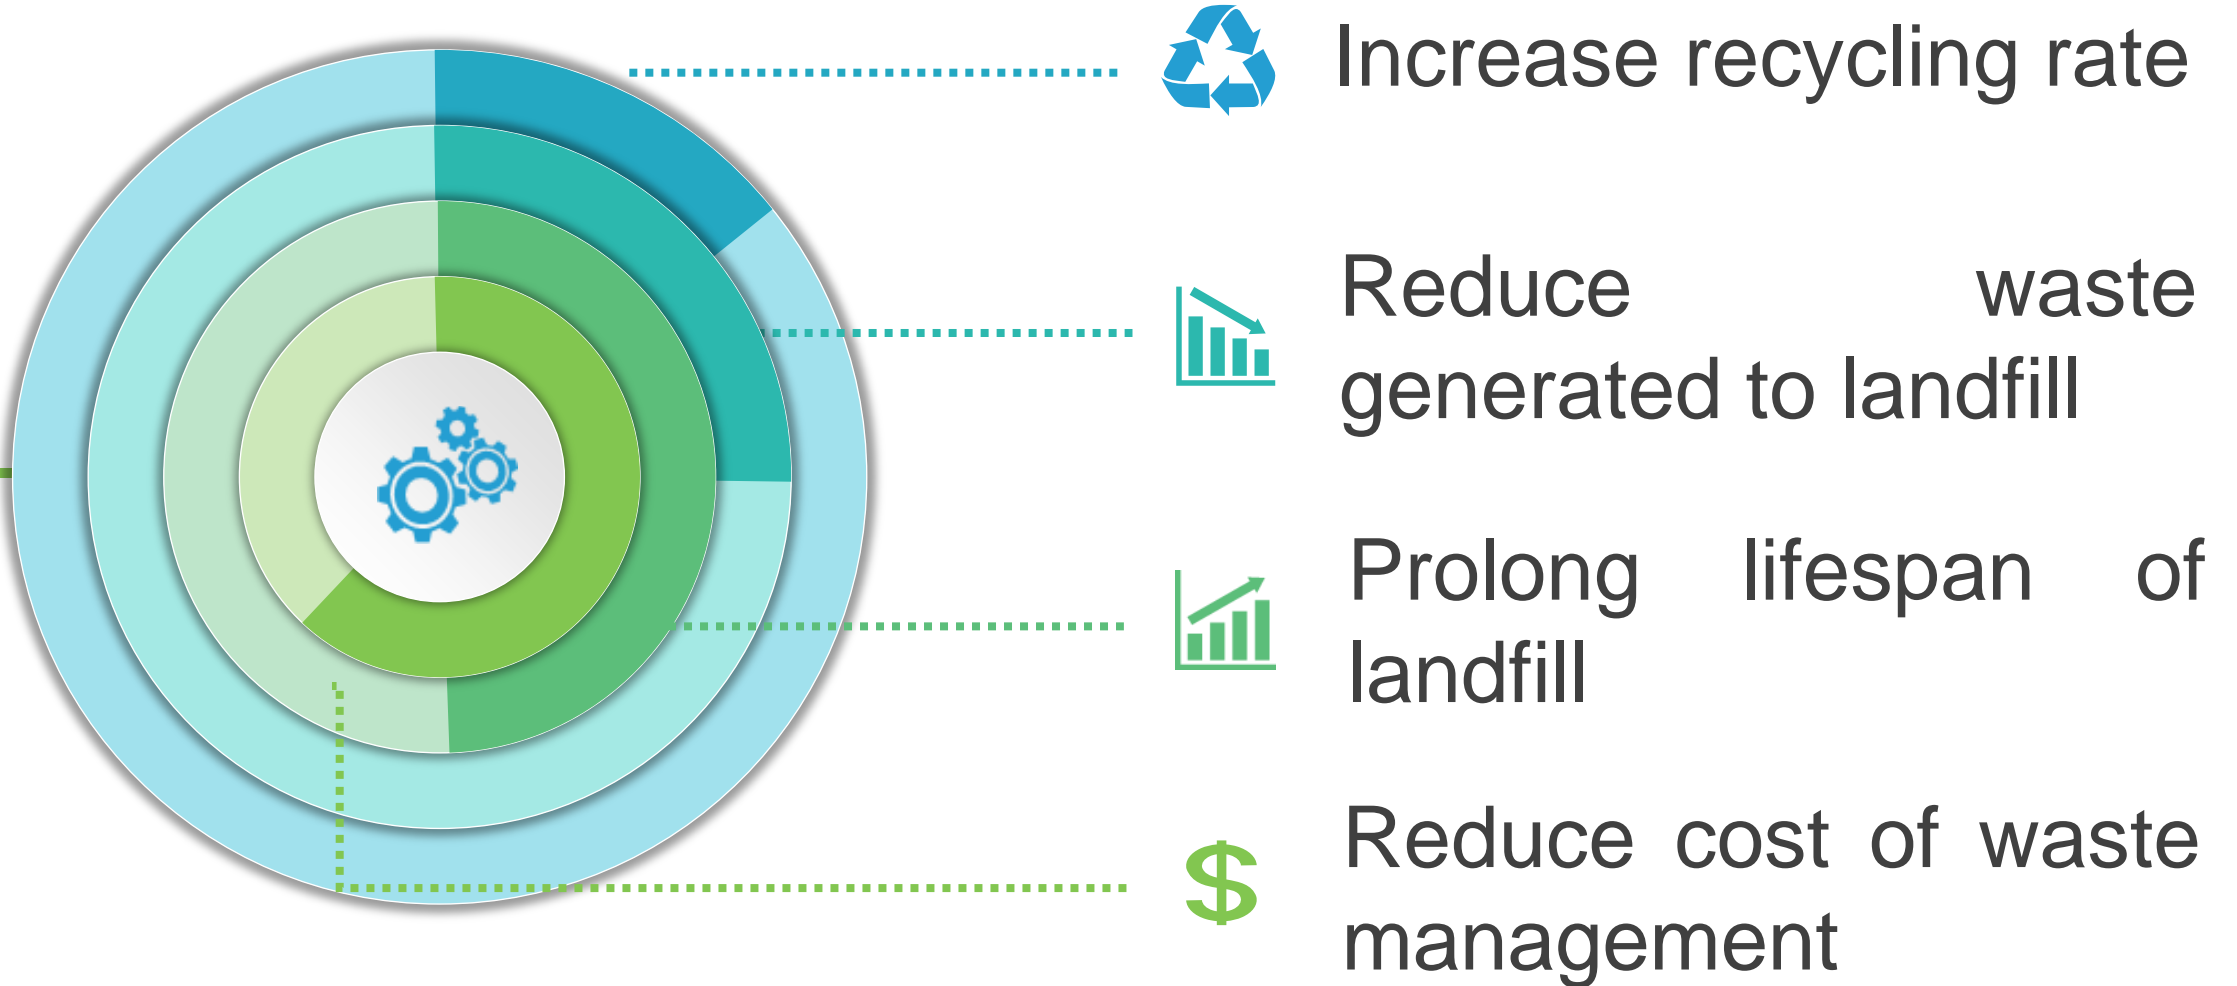 Increase recycling rate
Reduce waste
generated to landfill
Prolong lifespan of
landfill
Reduce cost of waste
management